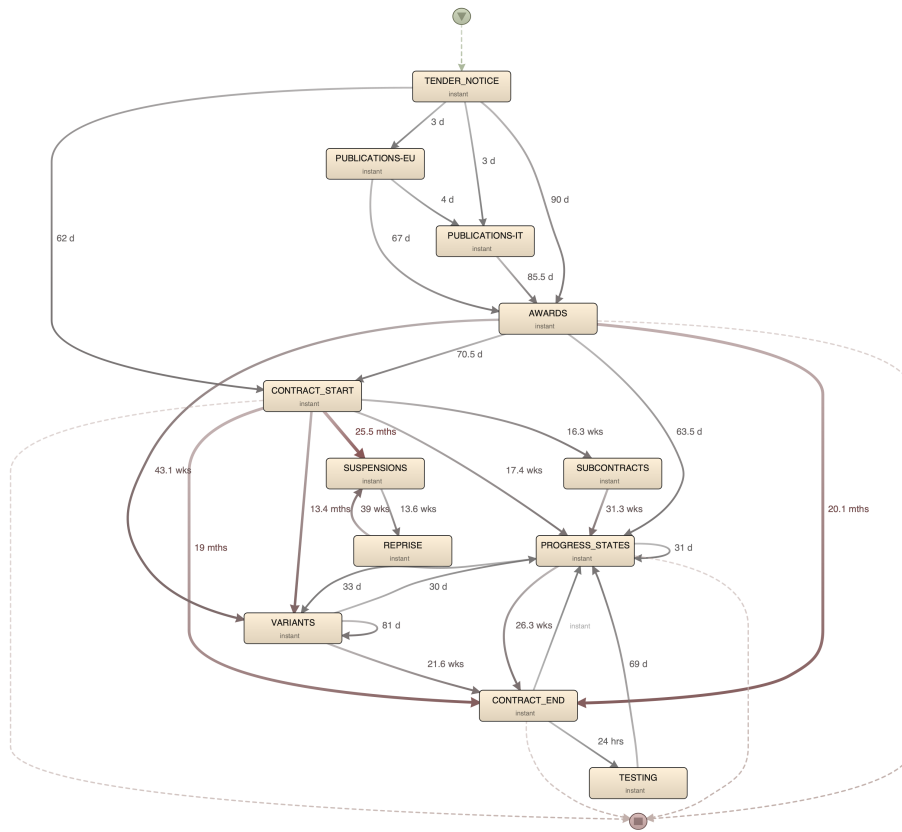 TENDER_NOTICE
instant
3 d
PUBLICATIONS-EU
instant
3 d
4 d
90 d
62 d
67 d
PUBLICATIONS-IT
instant
85.5 d
AWARDS
instant
70.5 d
CONTRACT_START
instant
25.5 mths
16.3 wks
63.5 d
43.1 wks
SUSPENSIONS
instant
17.4 wks
SUBCONTRACTS
instant
13.4 mths
39 wks
13.6 wks
31.3 wks
20.1 mths
19 mths
REPRISE
instant
PROGRESS_STATES
instant
31 d
33 d
30 d
VARIANTS
instant
81 d
26.3 wks
instant
21.6 wks
69 d
CONTRACT_END
instant
24 hrs
TESTING
instant